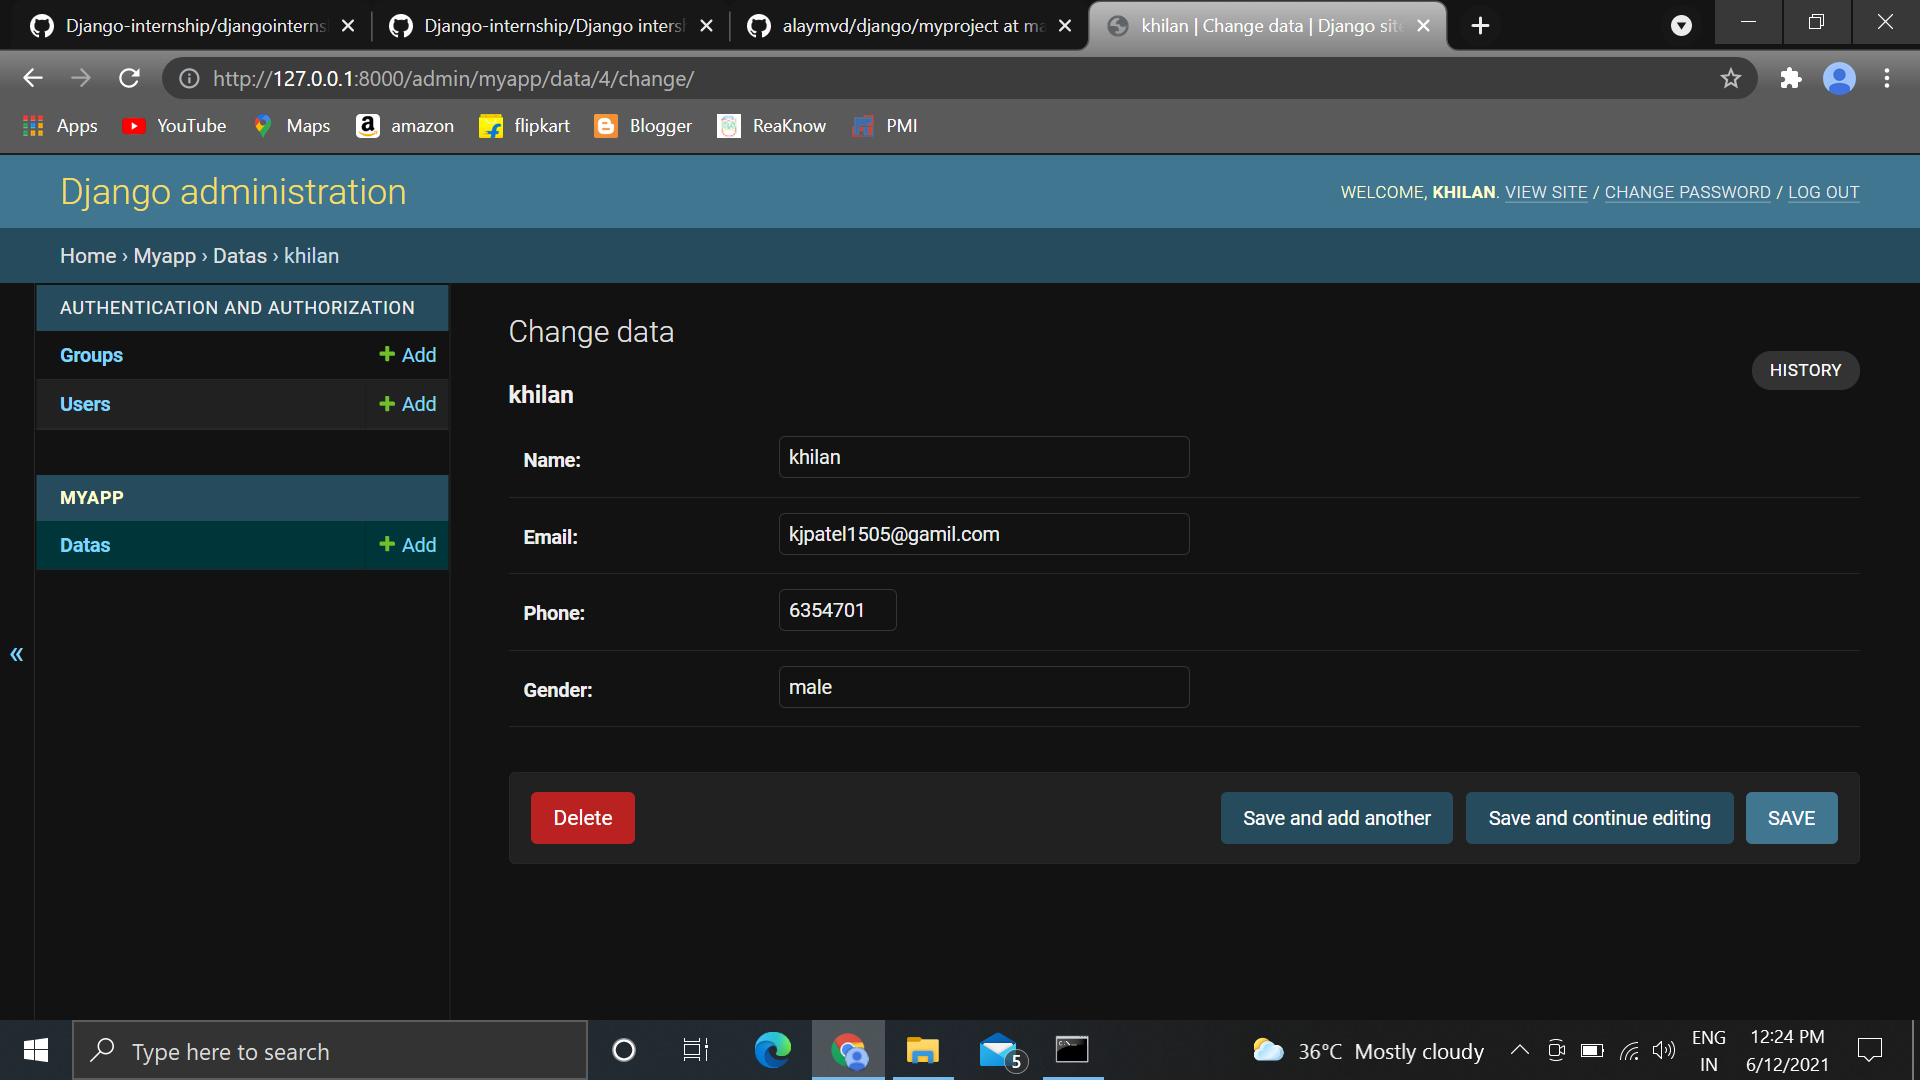 Django-internship/djangointerns
Django-internship/Django inters
alaymvd/django/myproject at ma
khilan | Change data | Django site
http://127.0.0.1:8000/admin/myapp/data/4/change/
Apps YouTube Maps amazon flipkart Blogger ReaKnow PMI
Django administration
WELCOME, KHILAN. VIEW SITE / CHANGE PASSWORD / LOG OUT
Home › Myapp › Datas › khilan
AUTHENTICATION AND AUTHORIZATION
Groups + Add
Users + Add
MYAPP
Datas + Add
«
Change data
HISTORY
khilan
Name: khilan
Email: kjpatel1505@gamil.com
Phone: 6354701
Gender: male
Delete Save and add another Save and continue editing SAVE
Type here to search
5
36°C Mostly cloudy
ENG
IN
12:24 PM
6/12/2021